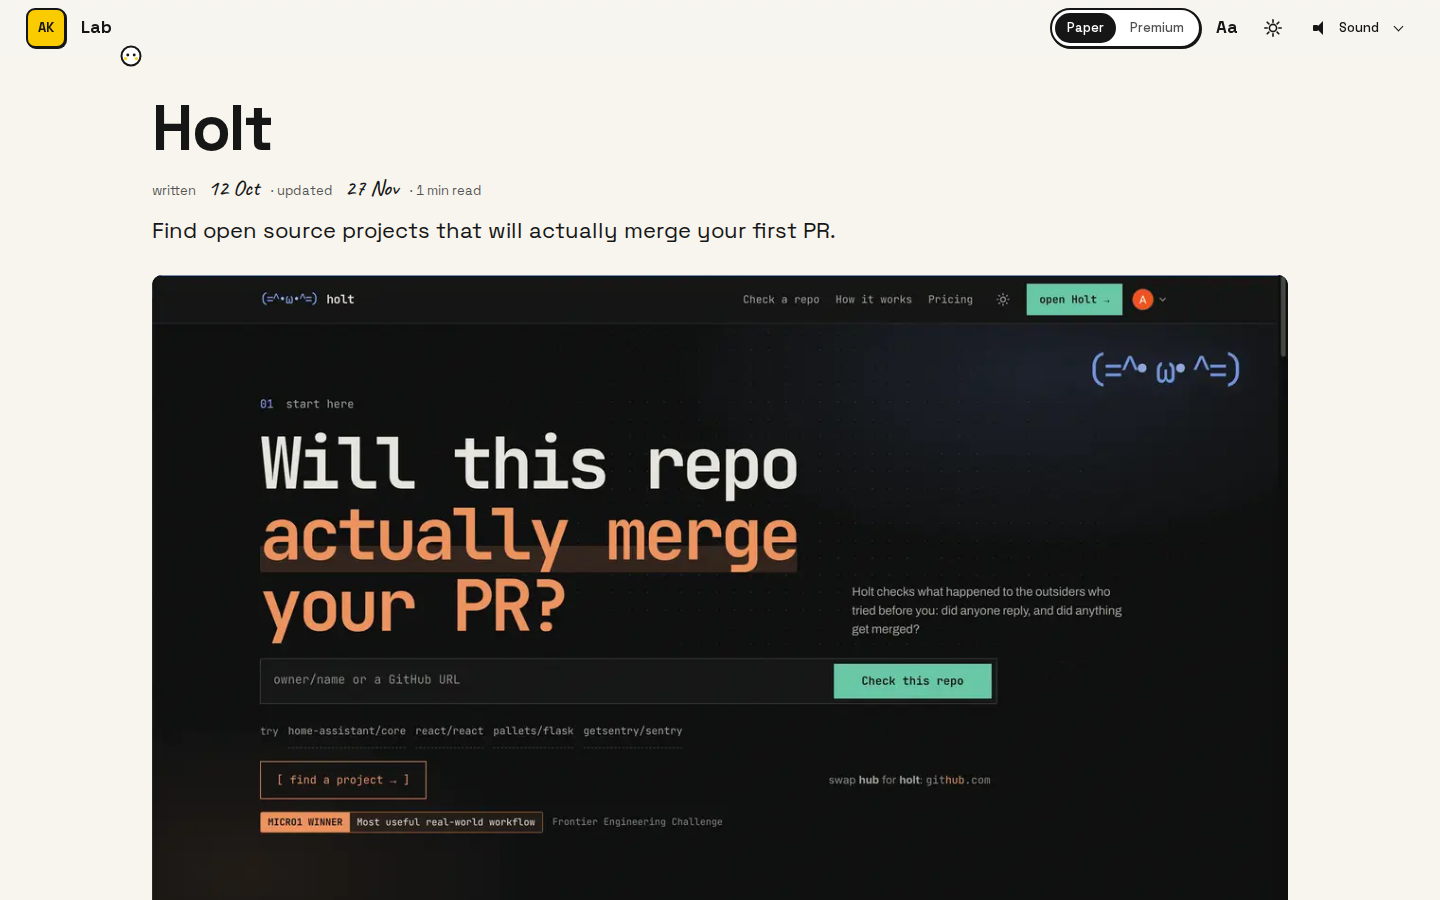 AK Lab Paper Premium Aa Sound
Holt
written 12 Oct · updated 27 Nov · 1 min read
Find open source projects that will actually merge your first PR.
(=^•ω•^=) holt Check a repo How it works Pricing open Holt → A
(=^• ω• ^=)
01 start here
Will this repo
actually merge
your PR?
Holt checks what happened to the outsiders who
tried before you: did anyone reply, and did anything
get merged?
owner/name or a GitHub URL Check this repo
try home-assistant/core react/react pallets/flask getsentry/sentry
[ find a project → ] swap hub for holt: github.com
MICRO1 WINNER Most useful real-world workflow Frontier Engineering Challenge